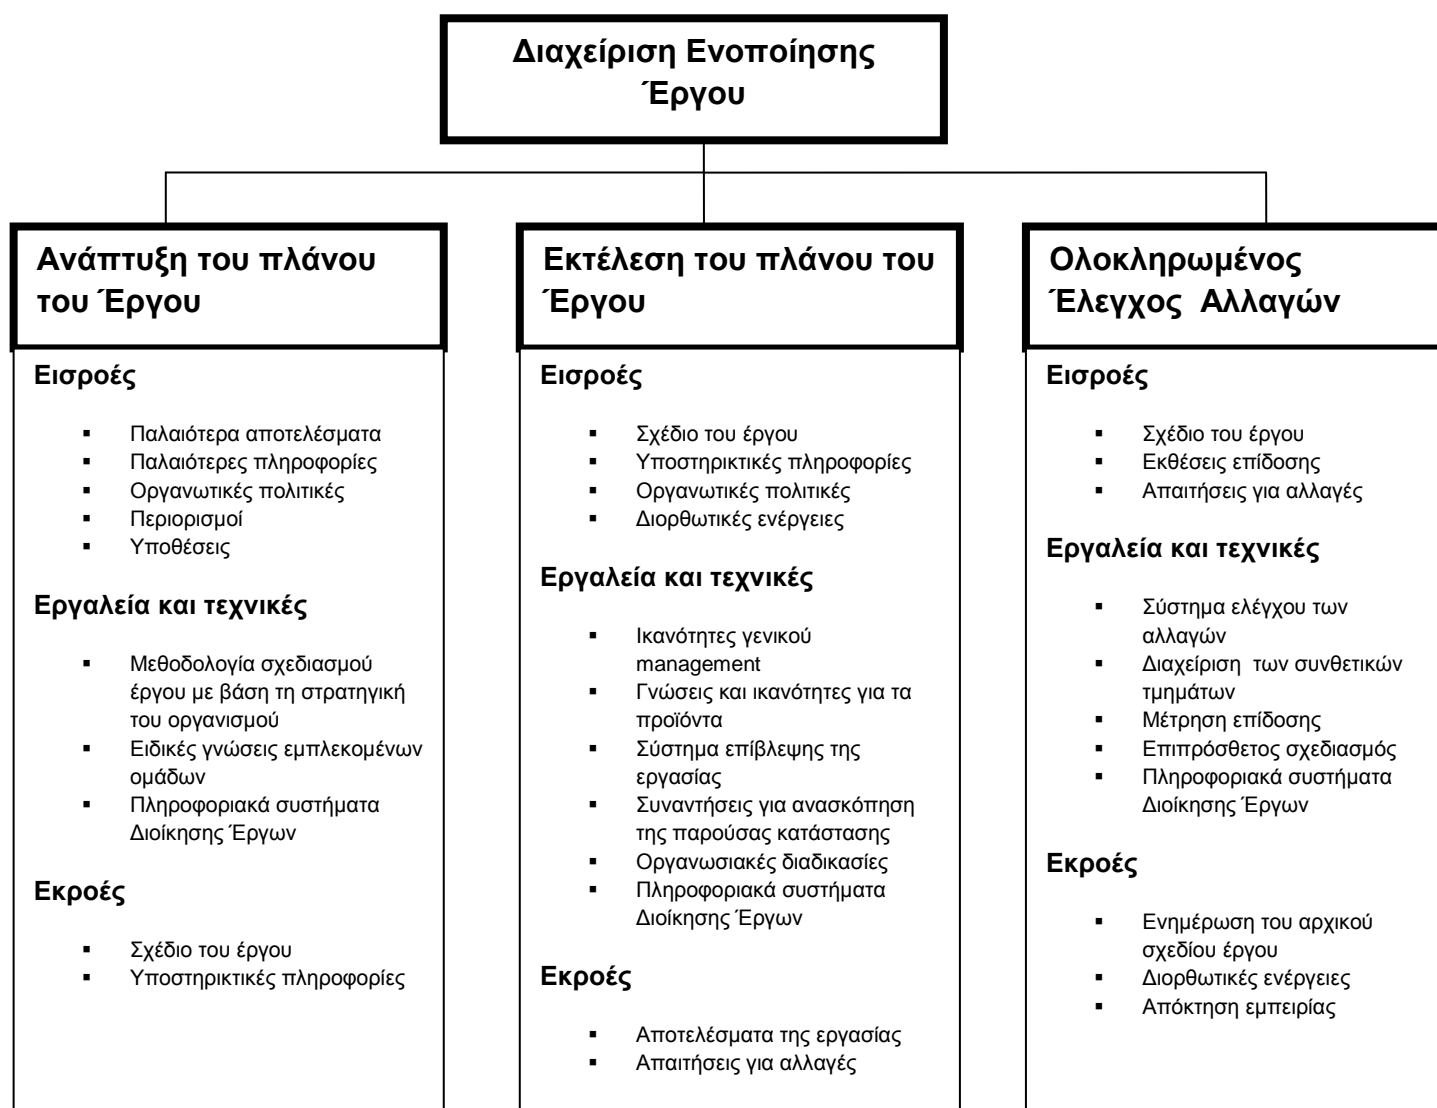 Διαχείριση Ενοποίησης
Έργου
Ανάπτυξη του πλάνου
του Έργου
Εισροές
▪ Παλαιότερα αποτελέσματα
▪ Παλαιότερες πληροφορίες
▪ Οργανωτικές πολιτικές
▪ Περιορισμοί
▪ Υποθέσεις
Εργαλεία και τεχνικές
▪ Μεθοδολογία σχεδιασμού
έργου με βάση τη στρατηγική
του οργανισμού
▪ Ειδικές γνώσεις εμπλεκομένων
ομάδων
▪ Πληροφοριακά συστήματα
Διοίκησης Έργων
Εκροές
▪ Σχέδιο του έργου
▪ Υποστηρικτικές πληροφορίες
Εκτέλεση του πλάνου του
Έργου
Εισροές
▪ Σχέδιο του έργου
▪ Υποστηρικτικές πληροφορίες
▪ Οργανωτικές πολιτικές
▪ Διορθωτικές ενέργειες
Εργαλεία και τεχνικές
▪ Ικανότητες γενικού
management
▪ Γνώσεις και ικανότητες για τα
προϊόντα
▪ Σύστημα επίβλεψης της
εργασίας
▪ Συναντήσεις για ανασκόπηση
της παρούσας κατάστασης
▪ Οργανωσιακές διαδικασίες
▪ Πληροφοριακά συστήματα
Διοίκησης Έργων
Εκροές
▪ Αποτελέσματα της εργασίας
▪ Απαιτήσεις για αλλαγές
Ολοκληρωμένος
Έλεγχος Αλλαγών
Εισροές
▪ Σχέδιο του έργου
▪ Εκθέσεις επίδοσης
▪ Απαιτήσεις για αλλαγές
Εργαλεία και τεχνικές
▪ Σύστημα ελέγχου των
αλλαγών
▪ Διαχείριση των συνθετικών
τμημάτων
▪ Μέτρηση επίδοσης
▪ Επιπρόσθετος σχεδιασμός
▪ Πληροφοριακά συστήματα
Διοίκησης Έργων
Εκροές
▪ Ενημέρωση του αρχικού
σχεδίου έργου
▪ Διορθωτικές ενέργειες
▪ Απόκτηση εμπειρίας